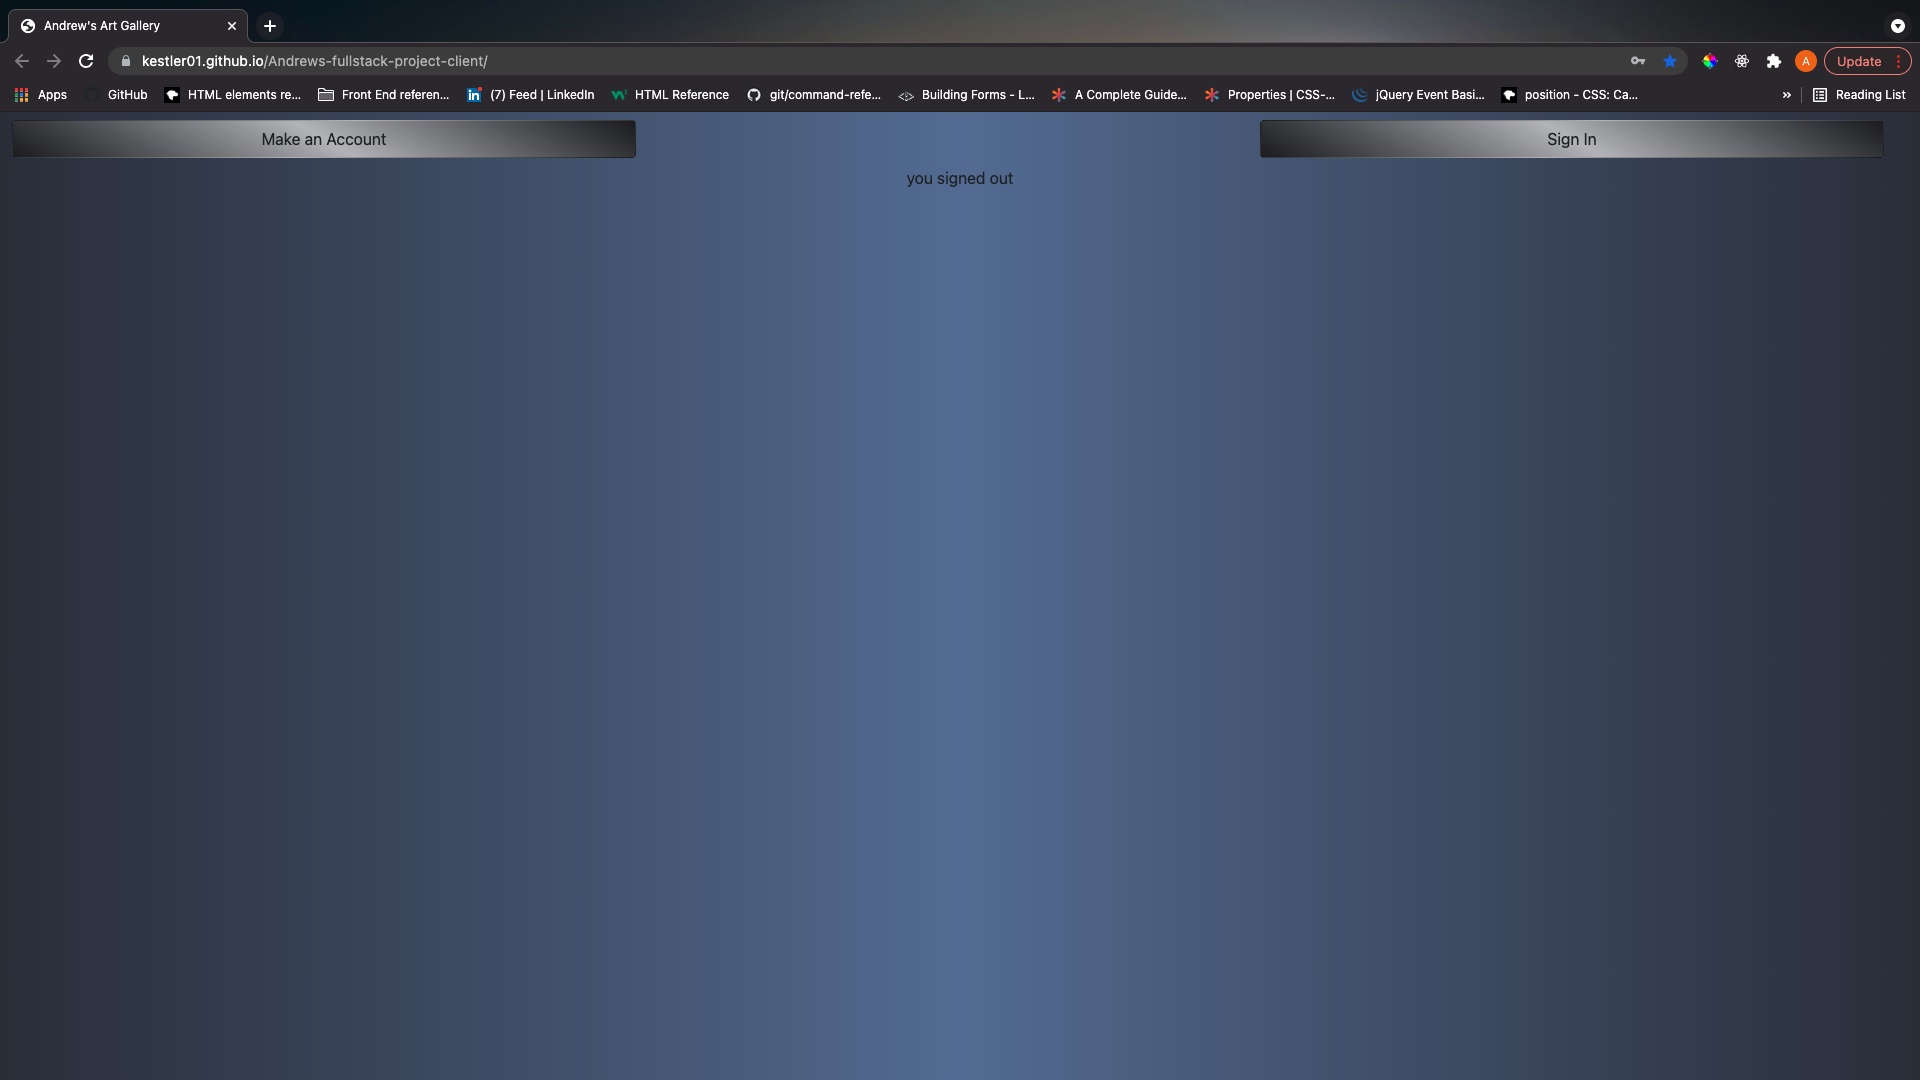 Andrew's Art Gallery
kestler01.github.io/Andrews-fullstack-project-client/
A
Update
Apps
GitHub
HTML elements re...
Front End referen...
in
(7) Feed | LinkedIn
HTML Reference
git/command-refe...
Building Forms - L...
A Complete Guide...
Properties | CSS-...
jQuery Event Basi...
position - CSS: Ca...
»
Reading List
Make an Account
Sign In
you signed out